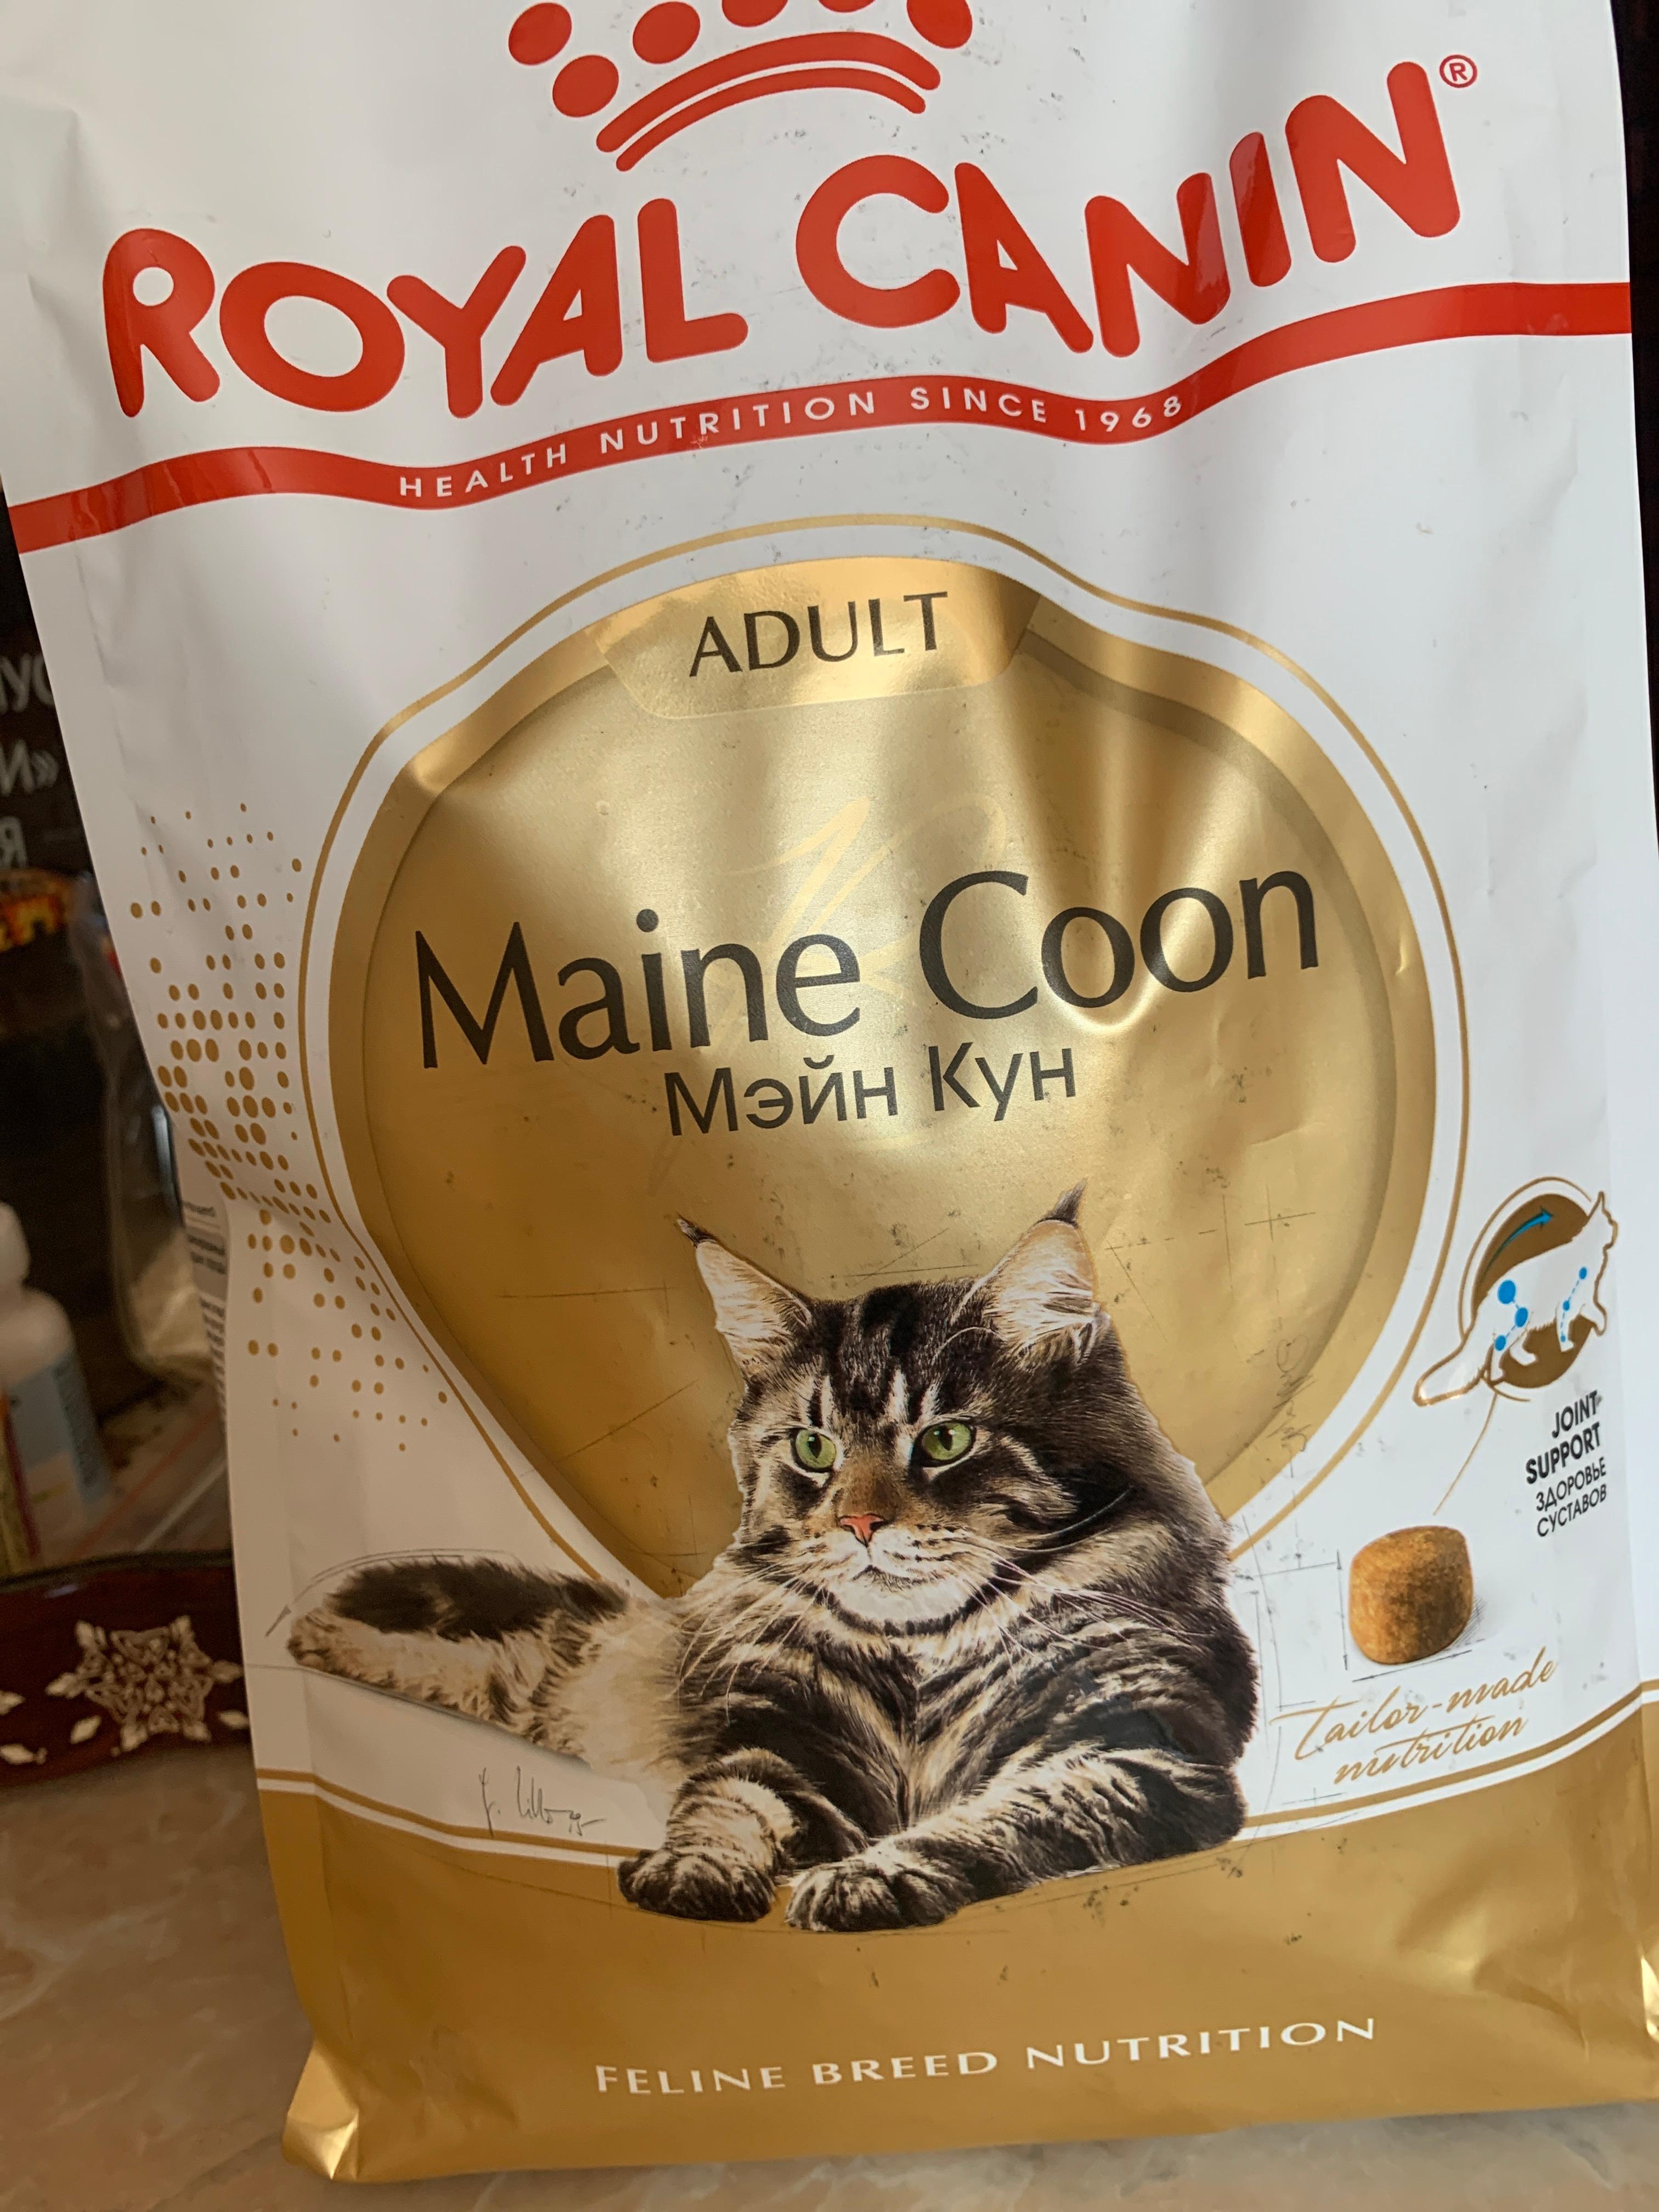 ROYAL CANIN®
HEALTH NUTRITION SINCE 1968
ADULT
Maine Coon
Мэйн Кун
JOINT
SUPPORT
ЗДОРОВЬЕ
СУСТАВОВ
Tailor-made
nutrition
FELINE BREED NUTRITION